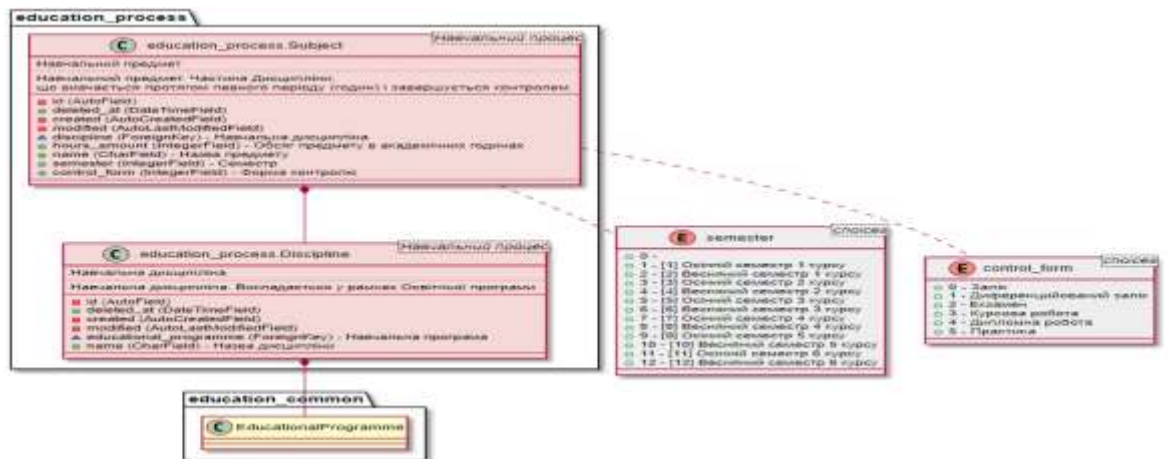 education_process
education_process.Subject
Навчальний процес
Навчальний предмет
Навчальний предмет. Частина Дисципліни,
що вивчається протягом певного періоду (годин) і завершується контролем
id (AutoField)
deleted_at (DateTimeField)
created (AutoCreatedField)
modified (AutoLastModifiedField)
discipline (ForeignKey) - Навчальна дисципліна
hours_amount (IntegerField) - Обсяг предмету в академічних годинах
name (CharField) - Назва предмету
semester (IntegerField) - Семестр
control_form (IntegerField) - Форма контролю
education_process.Discipline
Навчальний процес
Навчальна дисципліна
Навчальна дисципліна. Викладається у рамках Освітньої програми
id (AutoField)
deleted_at (DateTimeField)
created (AutoCreatedField)
modified (AutoLastModifiedField)
educational_programme (ForeignKey) - Навчальна програма
name (CharField) - Назва дисципліни
semester
choices
0 -
1 - [1] Осінній семестр 1 курсу
2 - [2] Весняний семестр 1 курсу
3 - [3] Осінній семестр 2 курсу
4 - [4] Весняний семестр 2 курсу
5 - [5] Осінній семестр 3 курсу
6 - [6] Весняний семестр 3 курсу
7 - [7] Осінній семестр 4 курсу
8 - [8] Весняний семестр 4 курсу
9 - [9] Осінній семестр 5 курсу
10 - [10] Весняний семестр 5 курсу
11 - [11] Осінній семестр 6 курсу
12 - [12] Весняний семестр 6 курсу
control_form
choices
0 - Залік
1 - Диференційований залік
2 - Екзамен
3 - Курсова робота
4 - Дипломна робота
5 - Практика
education_common
EducationalProgramme